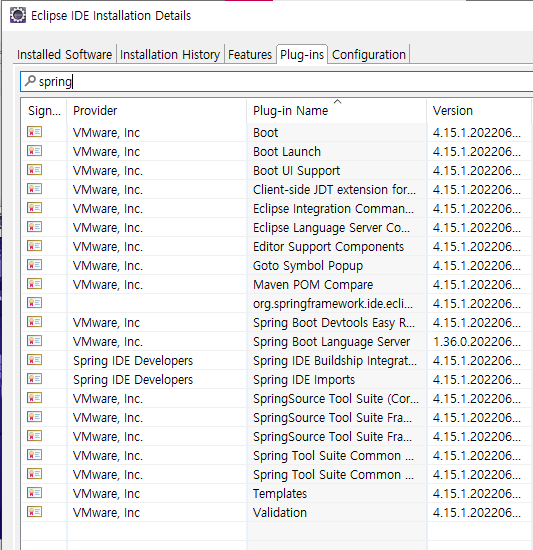 Eclipse IDE Installation Details
Installed Software Installation History Features Plug-ins Configuration
spring
Sign... Provider Plug-in Name Version
VMware, Inc Boot 4.15.1.202206...
VMware, Inc Boot Launch 4.15.1.202206...
VMware, Inc. Boot UI Support 4.15.1.202206...
VMware, Inc. Client-side JDT extension for... 4.15.1.202206...
VMware, Inc. Eclipse Integration Comman... 4.15.1.202206...
VMware, Inc. Eclipse Language Server Co... 4.15.1.202206...
VMware, Inc. Editor Support Components 4.15.1.202206...
VMware, Inc. Goto Symbol Popup 4.15.1.202206...
VMware, Inc. Maven POM Compare 4.15.1.202206...
org.springframework.ide.ecli... 4.15.1.202206...
VMware, Inc Spring Boot Devtools Easy R... 4.15.1.202206...
VMware, Inc. Spring Boot Language Server 1.36.0.202206...
Spring IDE Developers Spring IDE Buildship Integrat... 4.15.1.202206...
Spring IDE Developers Spring IDE Imports 4.15.1.202206...
VMware, Inc. SpringSource Tool Suite (Cor... 4.15.1.202206...
VMware, Inc. SpringSource Tool Suite Fra... 4.15.1.202206...
VMware, Inc. SpringSource Tool Suite Fra... 4.15.1.202206...
VMware, Inc. Spring Tool Suite Common ... 4.15.1.202206...
VMware, Inc. Spring Tool Suite Common ... 4.15.1.202206...
VMware, Inc Templates 4.15.1.202206...
VMware, Inc Validation 4.15.1.202206...